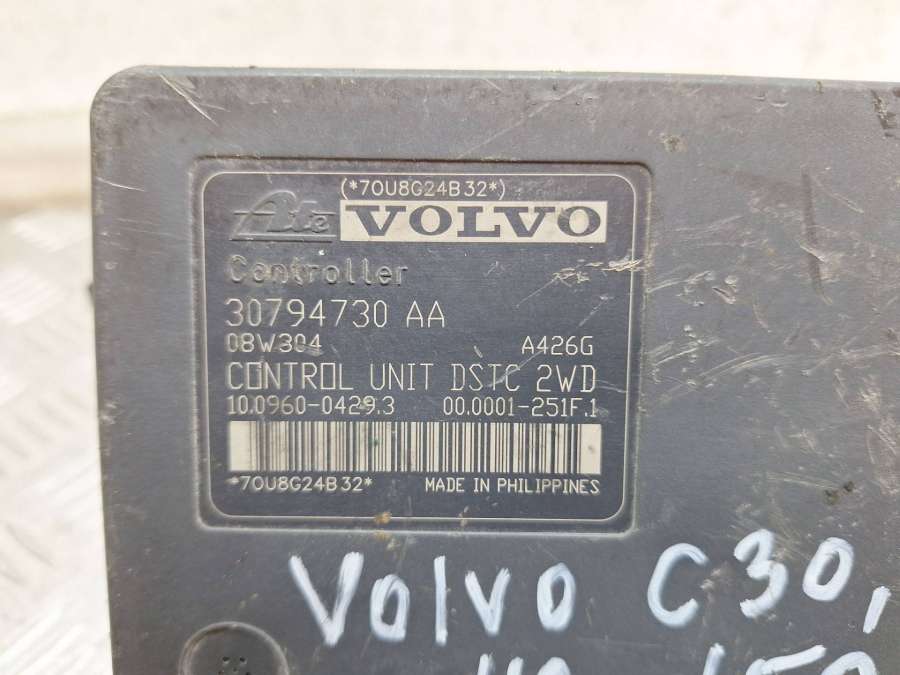 (*70U8G24B32*)
Ate VOLVO
Controller
30794730 AA
08W304 A426G
CONTROL UNIT DSTC 2WD
10.0960-0429.3 00.0001-251F.1
*70U8G24B32* MADE IN PHILIPPINES
VOLVO C30,